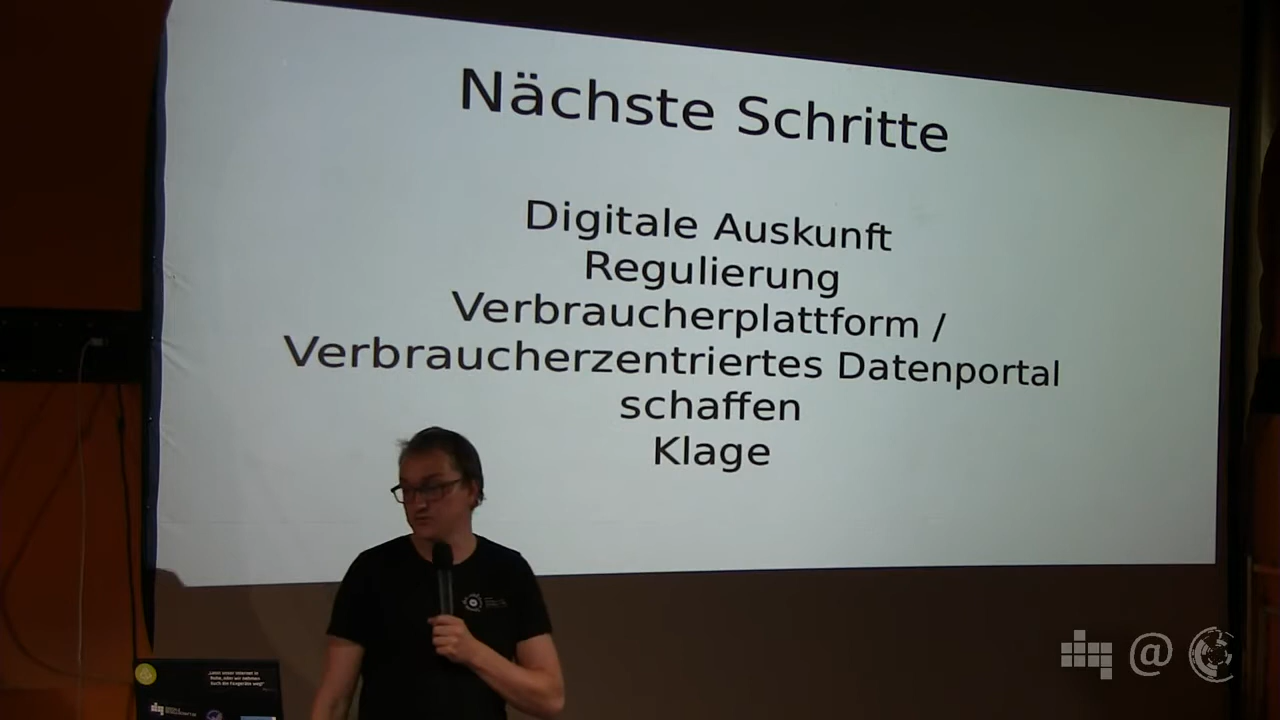 Nächste Schritte
Digitale Auskunft
Regulierung
Verbraucherplattform /
Verbraucherzentriertes Datenportal
schaffen
Klage
@